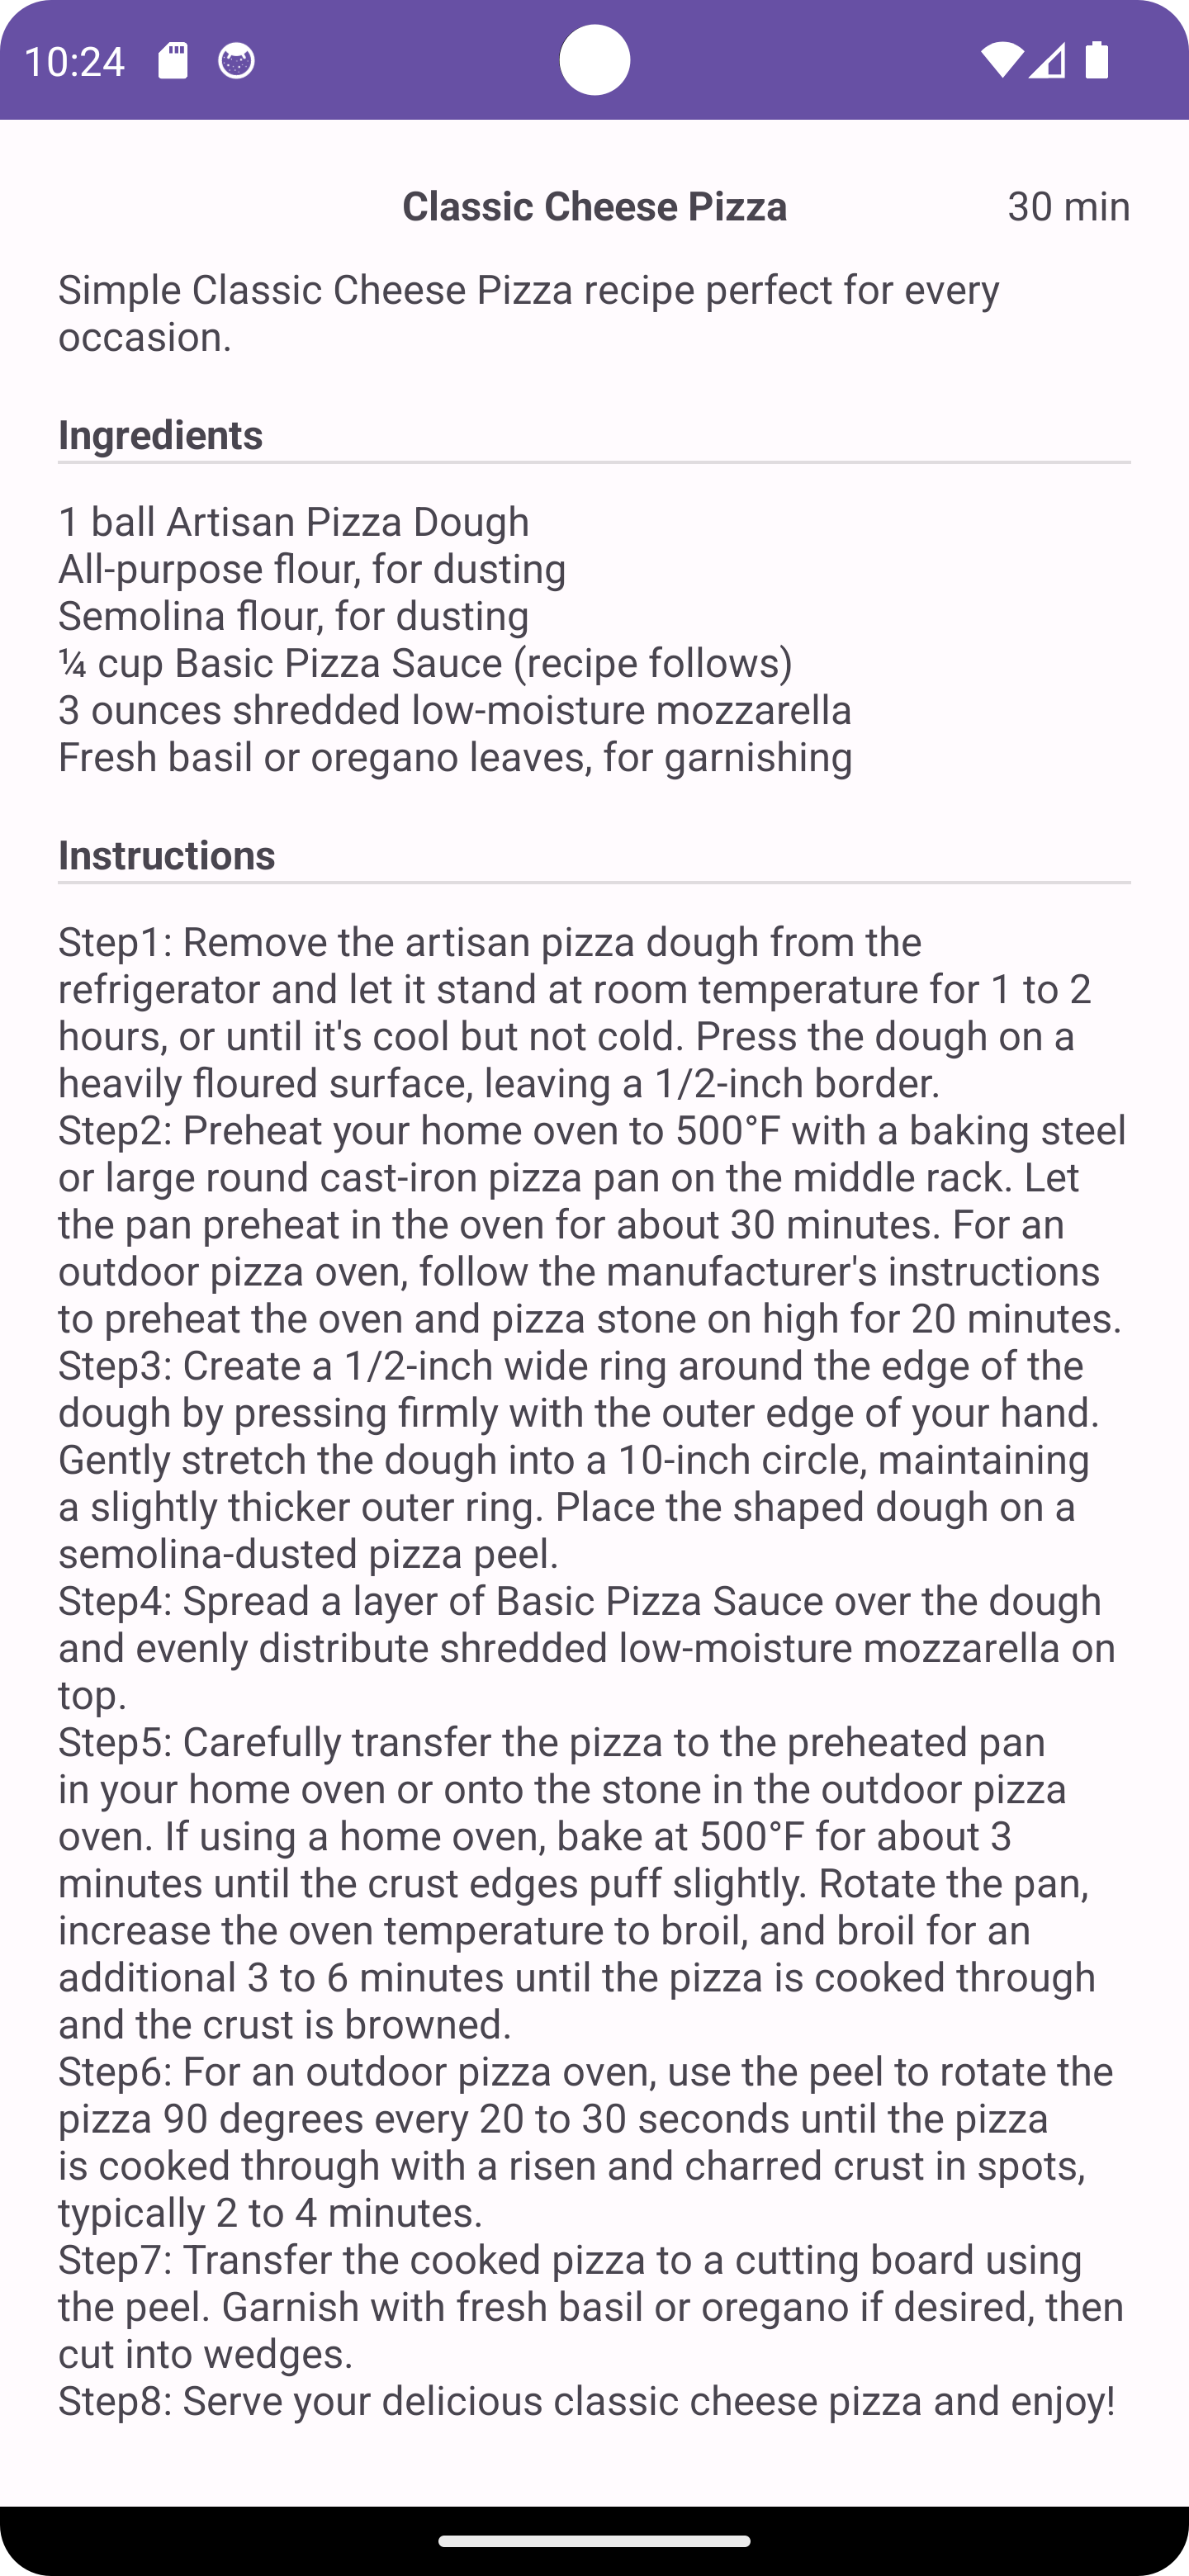 10:24
Classic Cheese Pizza 30 min
Simple Classic Cheese Pizza recipe perfect for every
occasion.
Ingredients
1 ball Artisan Pizza Dough
All-purpose flour, for dusting
Semolina flour, for dusting
¼ cup Basic Pizza Sauce (recipe follows)
3 ounces shredded low-moisture mozzarella
Fresh basil or oregano leaves, for garnishing
Instructions
Step1: Remove the artisan pizza dough from the
refrigerator and let it stand at room temperature for 1 to 2
hours, or until it's cool but not cold. Press the dough on a
heavily floured surface, leaving a 1/2-inch border.
Step2: Preheat your home oven to 500°F with a baking steel
or large round cast-iron pizza pan on the middle rack. Let
the pan preheat in the oven for about 30 minutes. For an
outdoor pizza oven, follow the manufacturer's instructions
to preheat the oven and pizza stone on high for 20 minutes.
Step3: Create a 1/2-inch wide ring around the edge of the
dough by pressing firmly with the outer edge of your hand.
Gently stretch the dough into a 10-inch circle, maintaining
a slightly thicker outer ring. Place the shaped dough on a
semolina-dusted pizza peel.
Step4: Spread a layer of Basic Pizza Sauce over the dough
and evenly distribute shredded low-moisture mozzarella on
top.
Step5: Carefully transfer the pizza to the preheated pan
in your home oven or onto the stone in the outdoor pizza
oven. If using a home oven, bake at 500°F for about 3
minutes until the crust edges puff slightly. Rotate the pan,
increase the oven temperature to broil, and broil for an
additional 3 to 6 minutes until the pizza is cooked through
and the crust is browned.
Step6: For an outdoor pizza oven, use the peel to rotate the
pizza 90 degrees every 20 to 30 seconds until the pizza
is cooked through with a risen and charred crust in spots,
typically 2 to 4 minutes.
Step7: Transfer the cooked pizza to a cutting board using
the peel. Garnish with fresh basil or oregano if desired, then
cut into wedges.
Step8: Serve your delicious classic cheese pizza and enjoy!